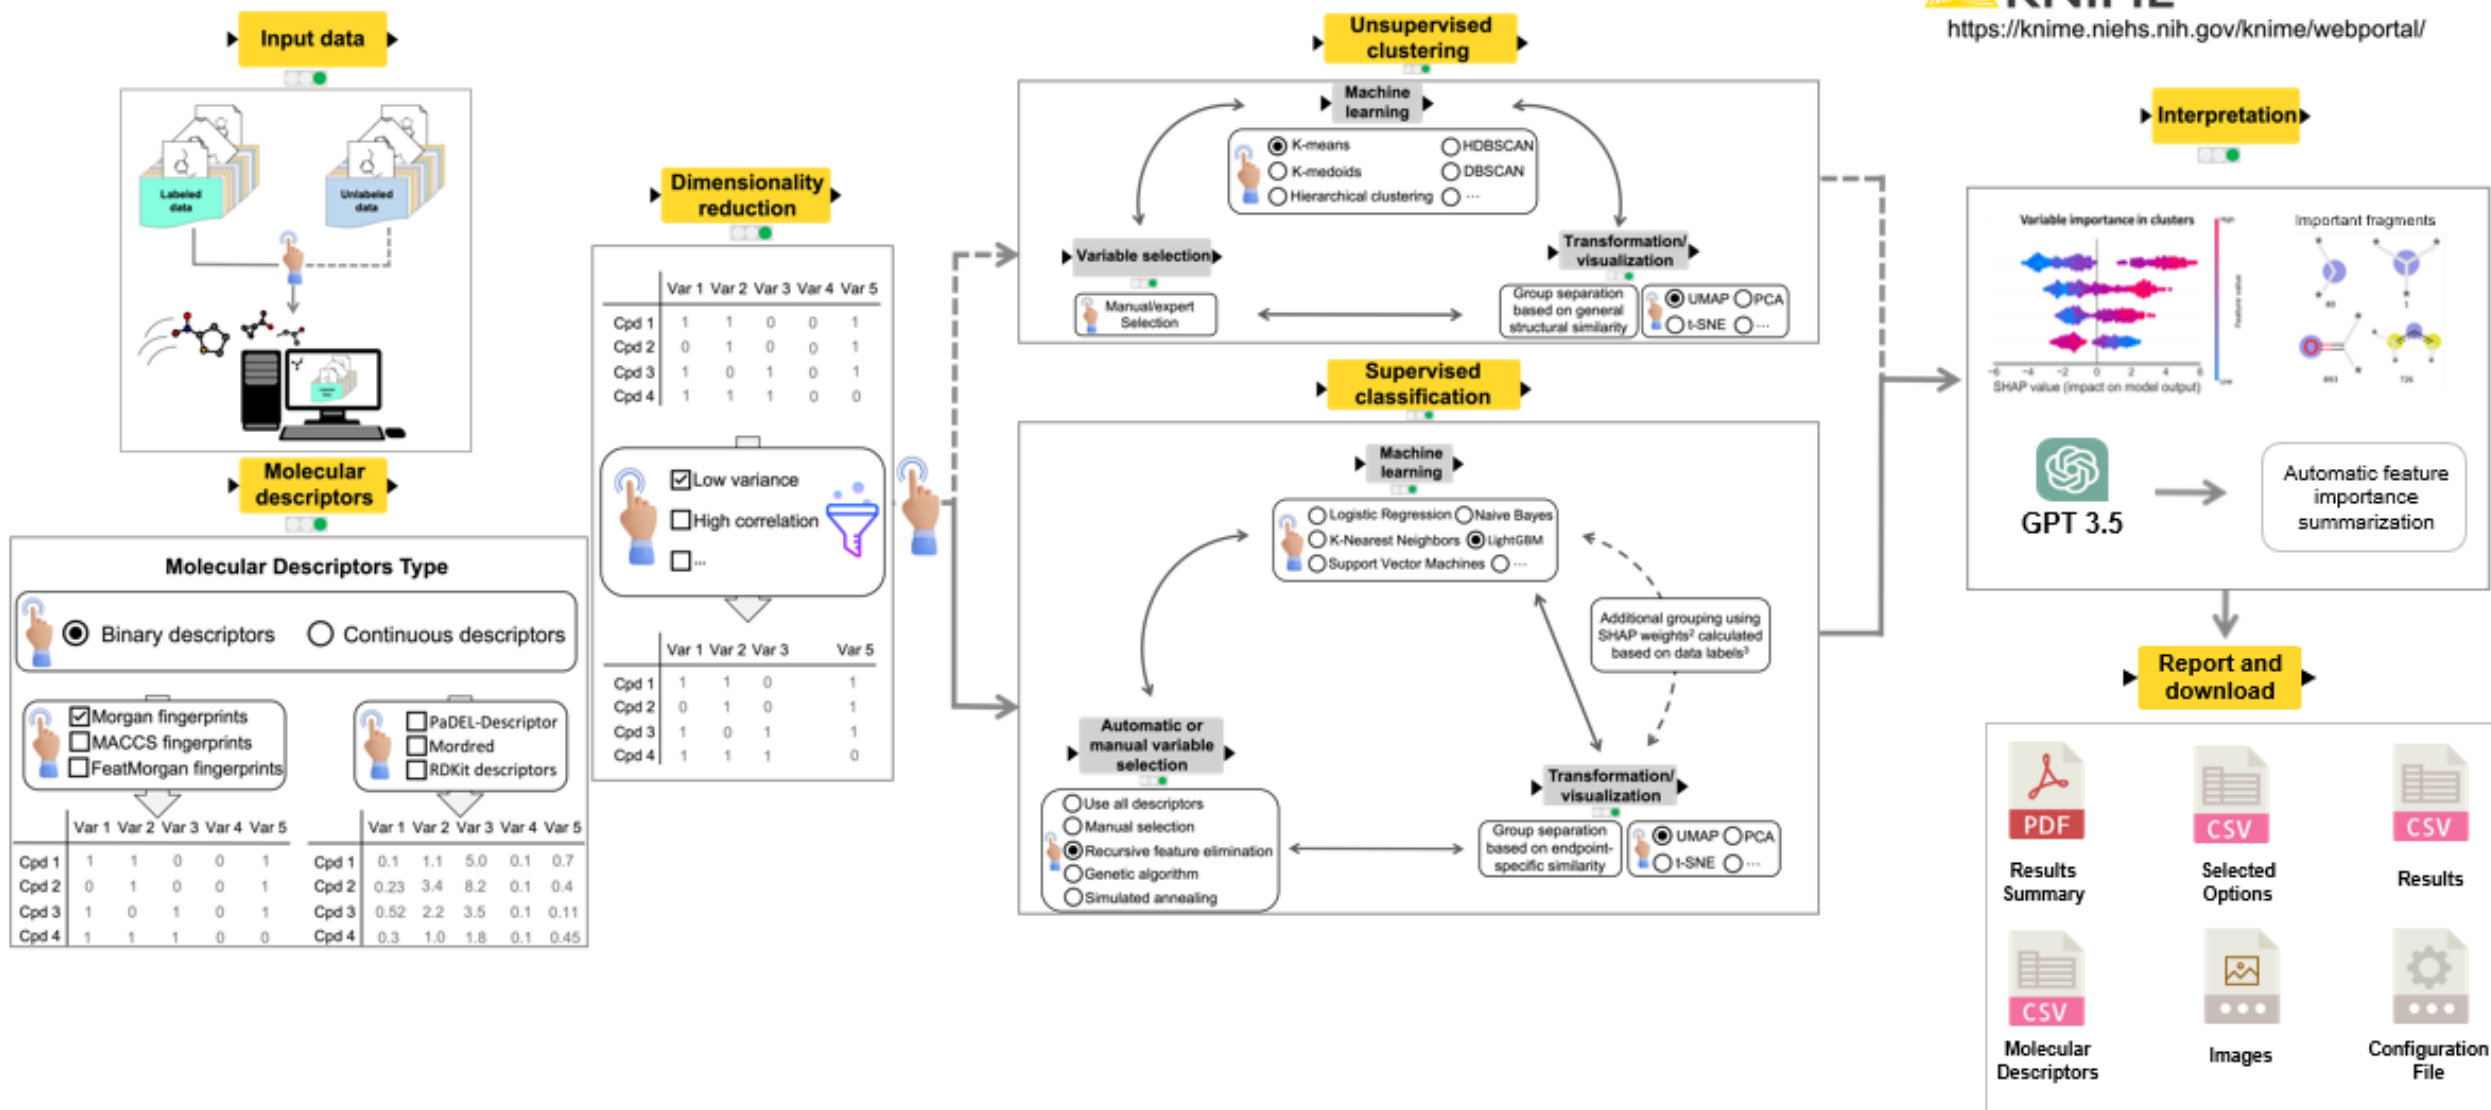 KNIME
https://knime.niehs.nih.gov/knime/webportal/
Input data
Labeled
data
Unlabeled
data
Molecular
descriptors
Molecular Descriptors Type
Binary descriptors
Continuous descriptors
Morgan fingerprints
MACCS fingerprints
FeatMorgan fingerprints
PaDEL-Descriptor
Mordred
RDKit descriptors
Var 1 Var 2 Var 3 Var 4 Var 5
Cpd 1 1 1 0 0 1
Cpd 2 0 1 0 0 1
Cpd 3 1 0 1 0 1
Cpd 4 1 1 1 0 0
Var 1 Var 2 Var 3 Var 4 Var 5
Cpd 1 0.1 1.1 5.0 0.1 0.7
Cpd 2 0.23 3.4 8.2 0.1 0.4
Cpd 3 0.52 2.2 3.5 0.1 0.11
Cpd 4 0.3 1.0 1.8 0.1 0.45
Dimensionality
reduction
Var 1 Var 2 Var 3 Var 4 Var 5
Cpd 1 1 1 0 0 1
Cpd 2 0 1 0 0 1
Cpd 3 1 0 1 0 1
Cpd 4 1 1 1 0 0
Low variance
High correlation
...
Var 1 Var 2 Var 3 Var 5
Cpd 1 1 1 0 1
Cpd 2 0 1 0 1
Cpd 3 1 0 1 1
Cpd 4 1 1 1 0
Unsupervised
clustering
Machine
learning
K-means
HDBSCAN
K-medoids
DBSCAN
Hierarchical clustering
...
Variable selection
Manual/expert
Selection
Transformation/
visualization
Group separation
based on general
structural similarity
UMAP PCA
t-SNE ...
Supervised
classification
Machine
learning
Logistic Regression Naive Bayes
K-Nearest Neighbors LightGBM
Support Vector Machines ...
Additional grouping using
SHAP weights² calculated
based on data labels³
Automatic or
manual variable
selection
Use all descriptors
Manual selection
Recursive feature elimination
Genetic algorithm
Simulated annealing
Transformation/
visualization
Group separation
based on endpoint-
specific similarity
UMAP PCA
t-SNE ...
Interpretation
Variable importance in clusters
High
Feature value
Low
−6 −4 −2 0 2 4 6
SHAP value (impact on model output)
Important fragments
80
1
893
726
GPT 3.5
Automatic feature
importance
summarization
Report and
download
PDF
Results
Summary
CSV
Selected
Options
CSV
Results
CSV
Molecular
Descriptors
Images
Configuration
File